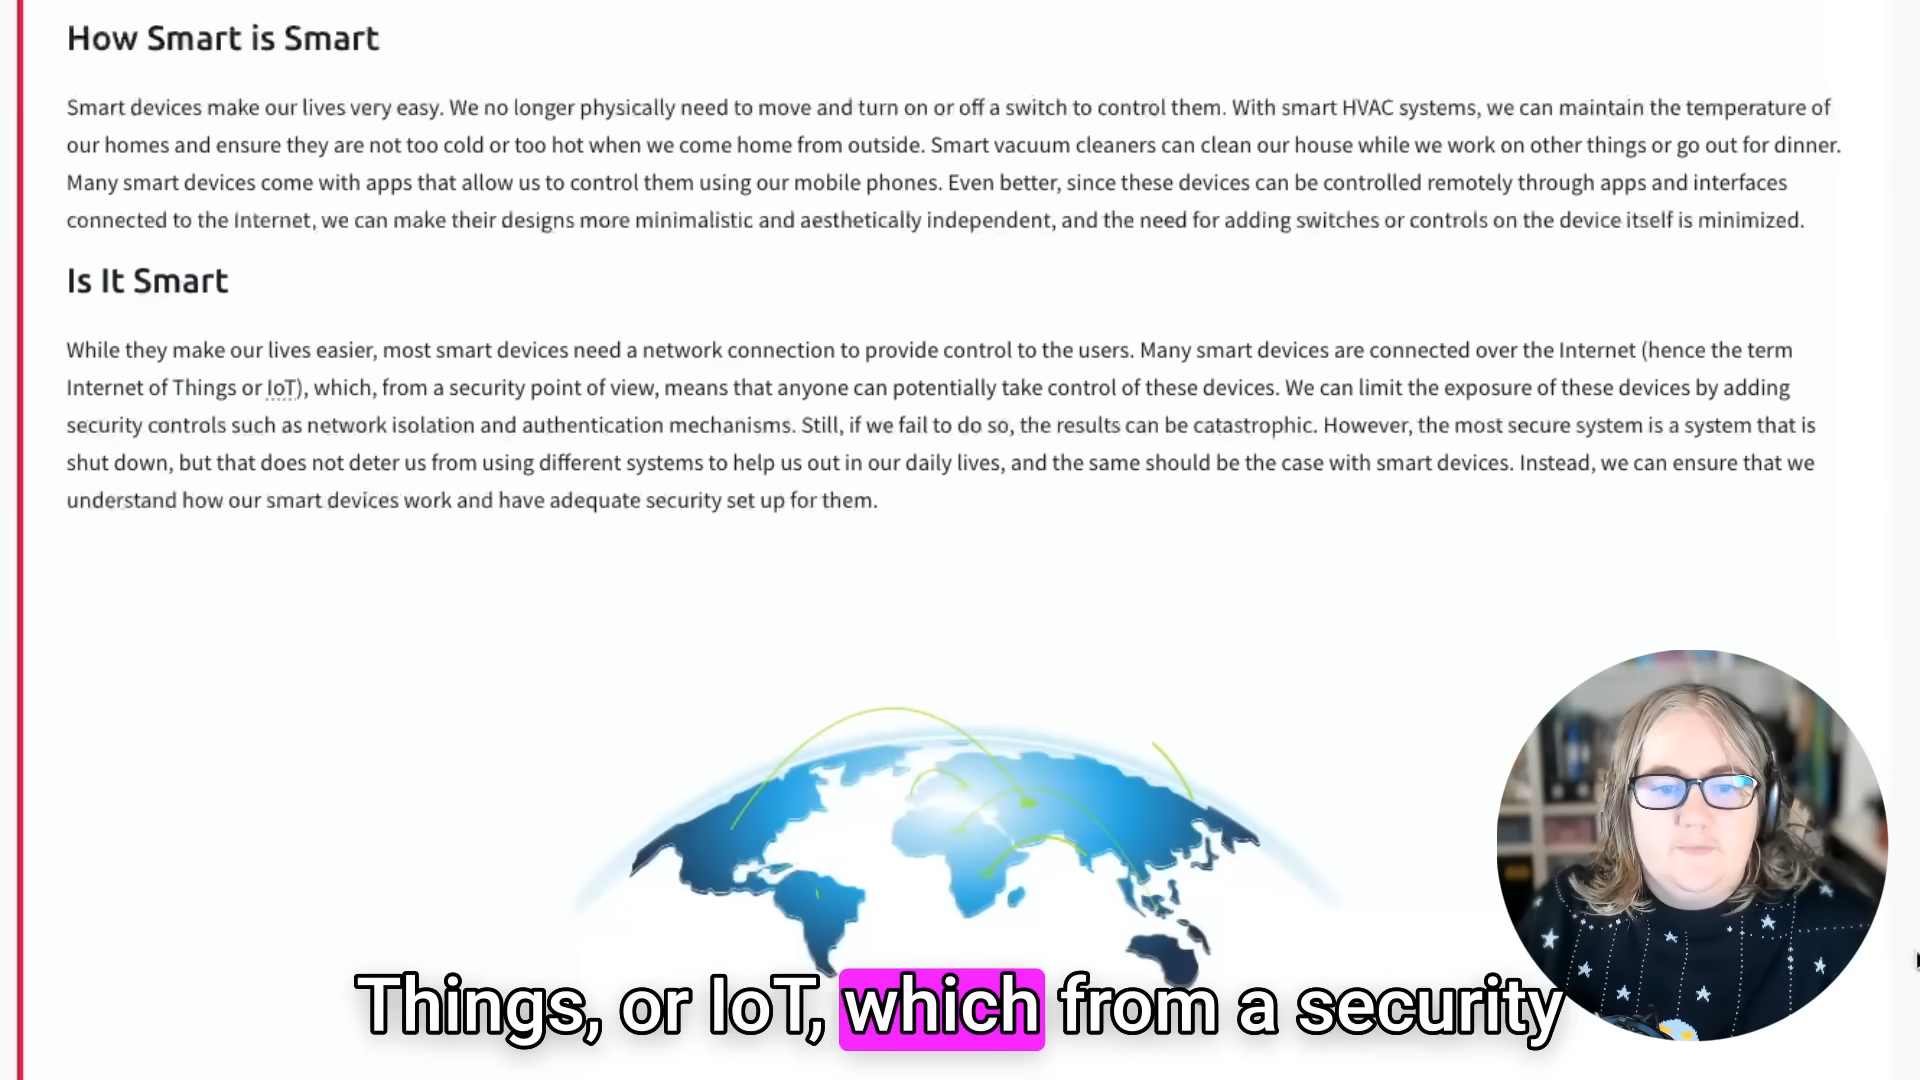 How Smart is Smart
Smart devices make our lives very easy. We no longer physically need to move and turn on or off a switch to control them. With smart HVAC systems, we can maintain the temperature of
our homes and ensure they are not too cold or too hot when we come home from outside. Smart vacuum cleaners can clean our house while we work on other things or go out for dinner.
Many smart devices come with apps that allow us to control them using our mobile phones. Even better, since these devices can be controlled remotely through apps and interfaces
connected to the Internet, we can make their designs more minimalistic and aesthetically independent, and the need for adding switches or controls on the device itself is minimized.
Is It Smart
While they make our lives easier, most smart devices need a network connection to provide control to the users. Many smart devices are connected over the Internet (hence the term
Internet of Things or IoT), which, from a security point of view, means that anyone can potentially take control of these devices. We can limit the exposure of these devices by adding
security controls such as network isolation and authentication mechanisms. Still, if we fail to do so, the results can be catastrophic. However, the most secure system is a system that is
shut down, but that does not deter us from using different systems to help us out in our daily lives, and the same should be the case with smart devices. Instead, we can ensure that we
understand how our smart devices work and have adequate security set up for them.
Things, or IoT, which from a security